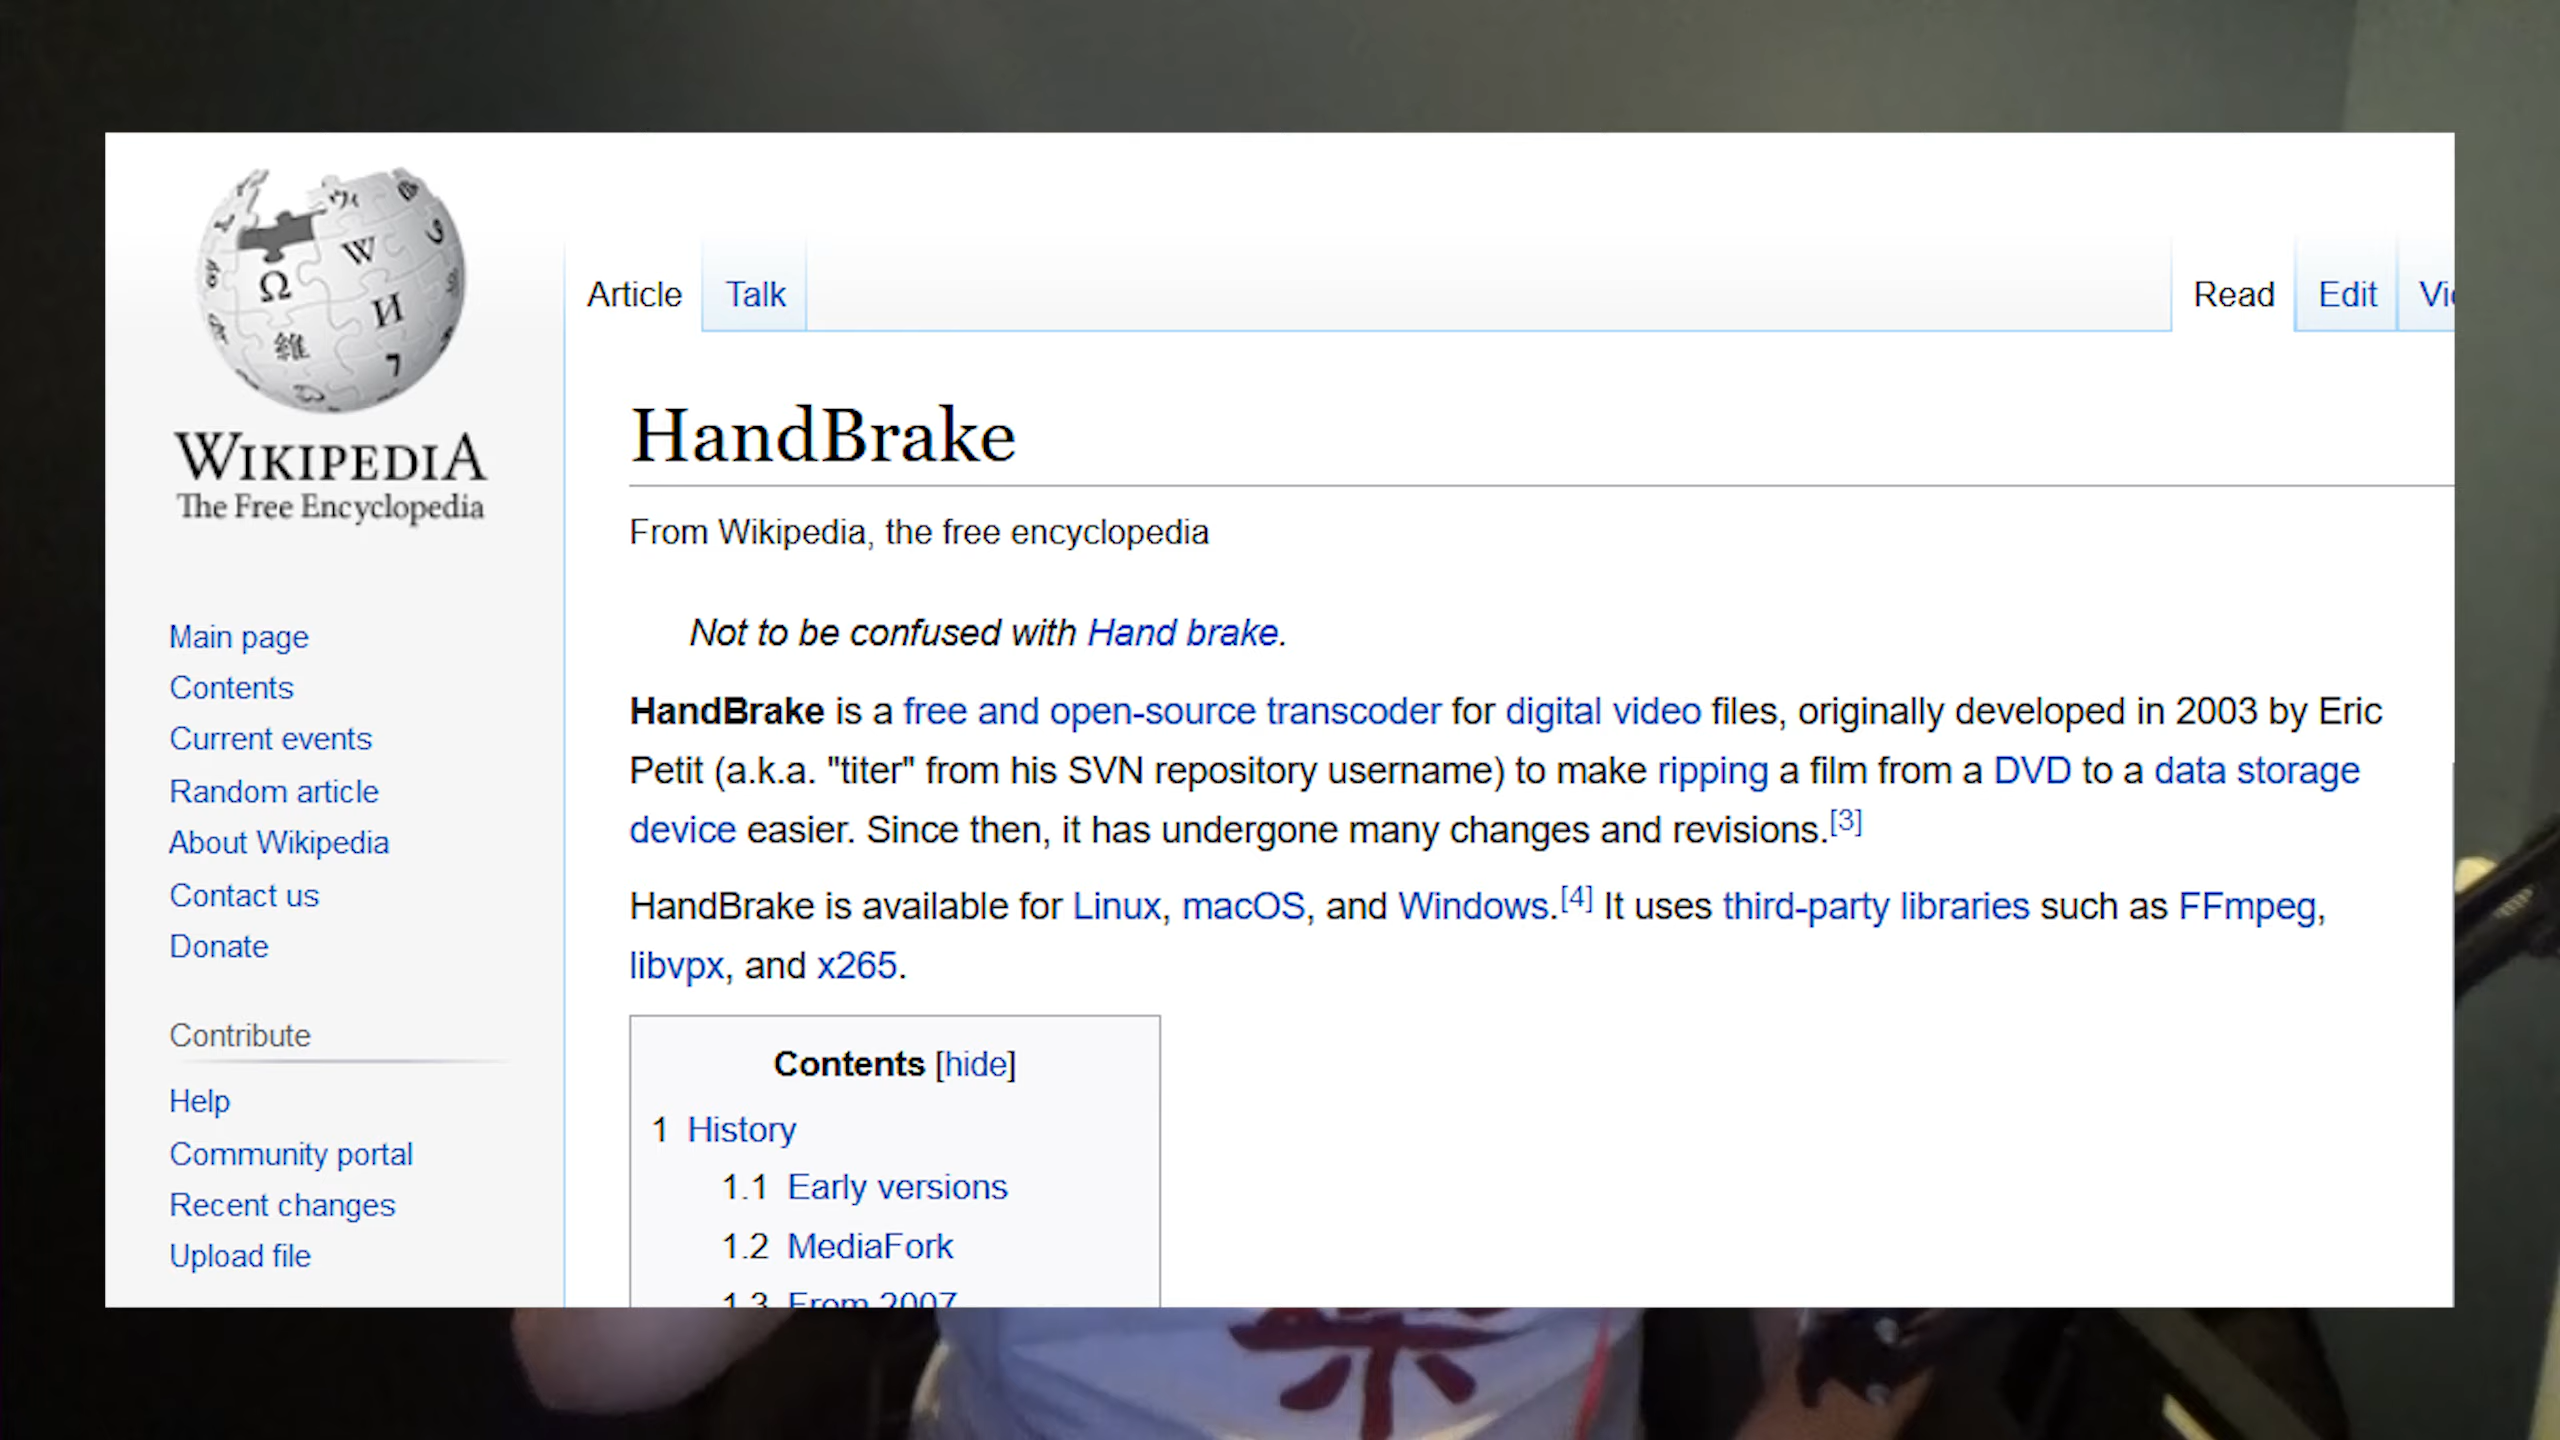 WIKIPEDIA
The Free Encyclopedia
Main page
Contents
Current events
Random article
About Wikipedia
Contact us
Donate
Contribute
Help
Community portal
Recent changes
Upload file
Article Talk
Read Edit
HandBrake
From Wikipedia, the free encyclopedia
Not to be confused with Hand brake.
HandBrake is a free and open-source transcoder for digital video files, originally developed in 2003 by Eric
Petit (a.k.a. "titer" from his SVN repository username) to make ripping a film from a DVD to a data storage
device easier. Since then, it has undergone many changes and revisions.[3]
HandBrake is available for Linux, macOS, and Windows.[4] It uses third-party libraries such as FFmpeg,
libvpx, and x265.
Contents [hide]
1 History
1.1 Early versions
1.2 MediaFork
1.3 From 2007